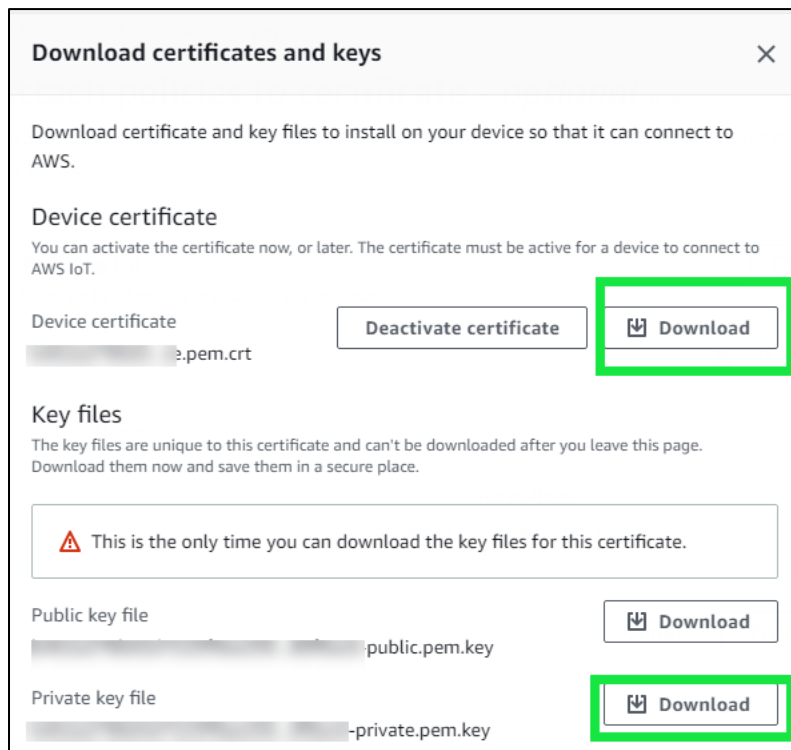 Download certificates and keys
Download certificate and key files to install on your device so that it can connect to
AWS.
Device certificate
You can activate the certificate now, or later. The certificate must be active for a device to connect to
AWS IoT.
Device certificate
Deactivate certificate
Download
e.pem.crt
Key files
The key files are unique to this certificate and can't be downloaded after you leave this page.
Download them now and save them in a secure place.
This is the only time you can download the key files for this certificate.
Public key file
Download
-public.pem.key
Private key file
Download
-private.pem.key